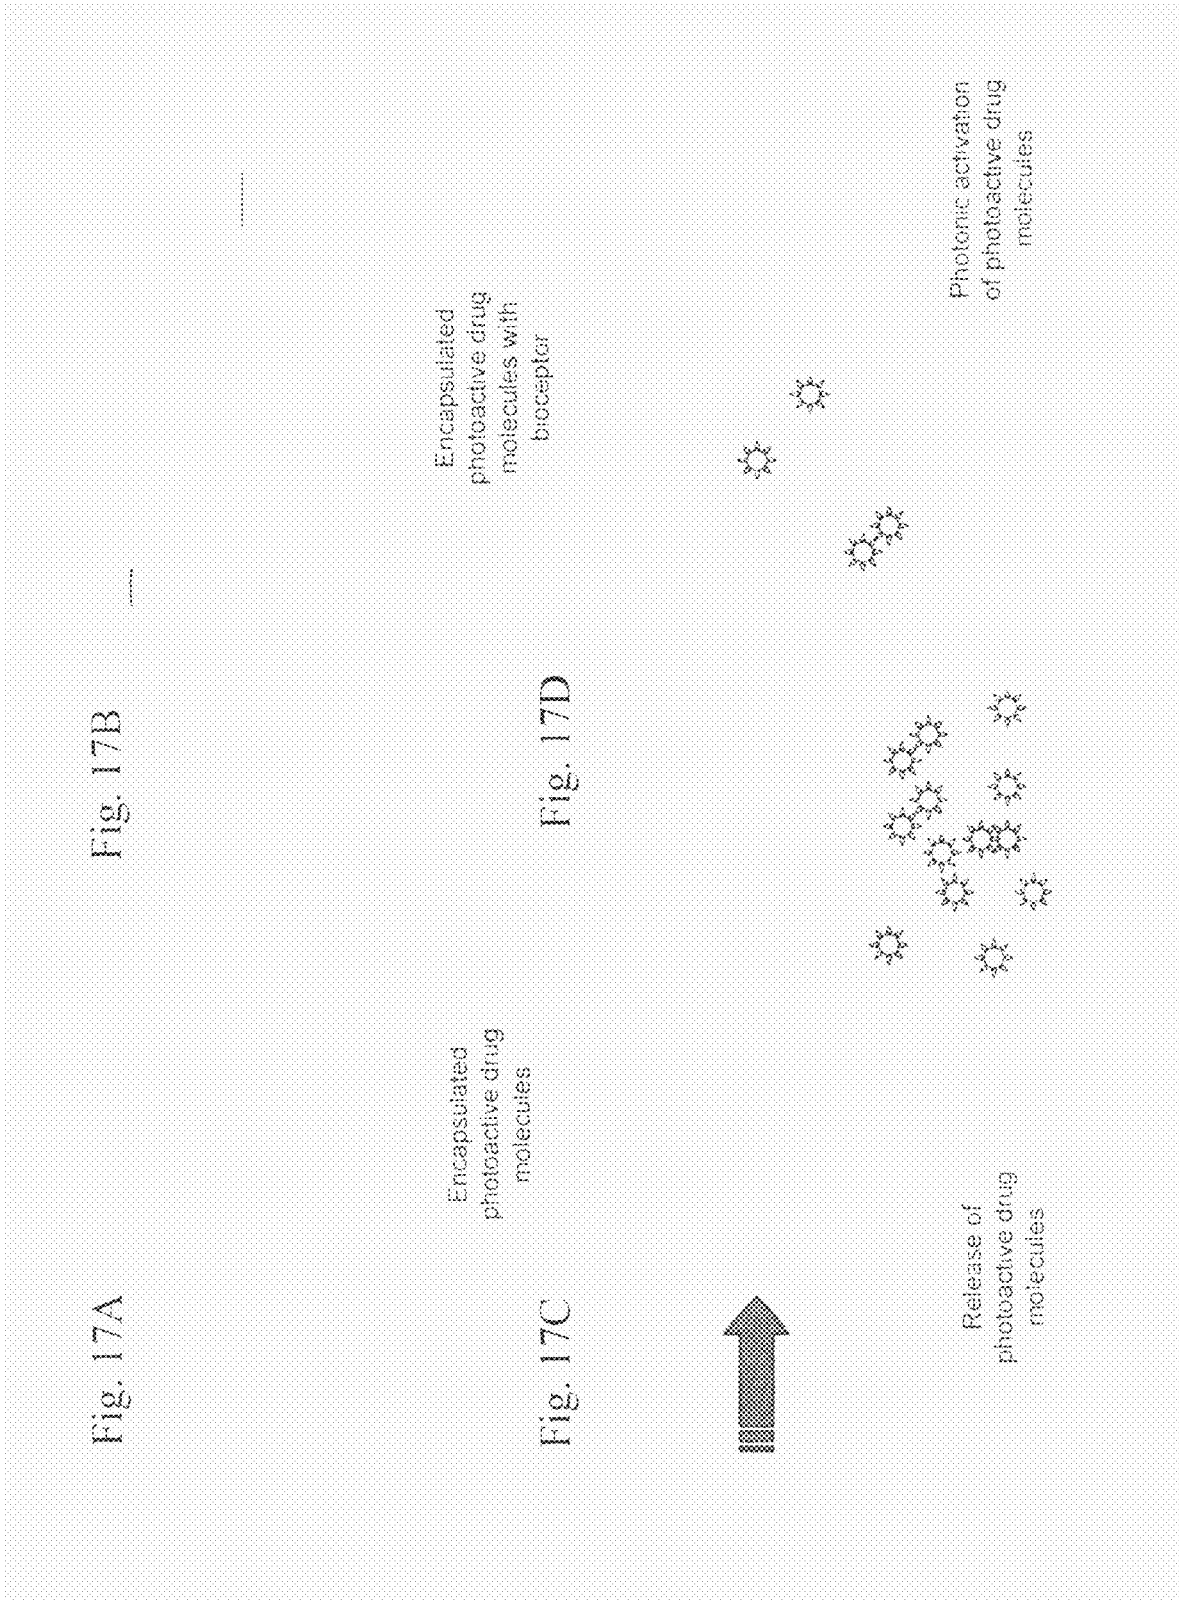 Fig. 17A
Encapsulated
photoactive drug
molecules
Fig. 17B
Encapsulated
photoactive drug
molecules with
bioceptor
Fig. 17C
Release of
photoactive drug
molecules
Fig. 17D
Photonic activation
of photoactive drug
molecules